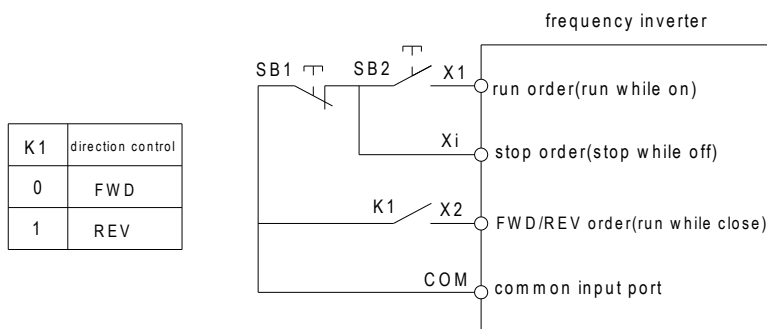 frequency inverter
SB1 SB2 X1
run order(run while on)
Xi
stop order(stop while off)
K1 direction control
0 FWD
1 REV
K1 X2
FWD/REV order(run while close)
COM
common input port